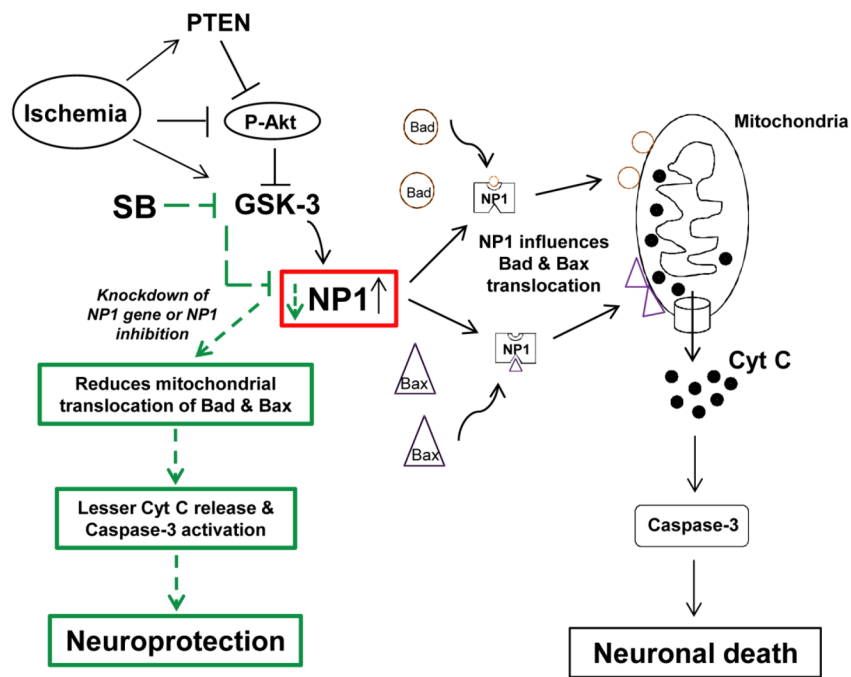 PTEN
Ischemia
P-Akt
SB
GSK-3
NP1
Knockdown of
NP1 gene or NP1
inhibition
Reduces mitochondrial
translocation of Bad & Bax
Lesser Cyt C release &
Caspase-3 activation
Neuroprotection
Bad
Bad
NP1
NP1 influences
Bad & Bax
translocation
NP1
Bax
Bax
Mitochondria
Cyt C
Caspase-3
Neuronal death